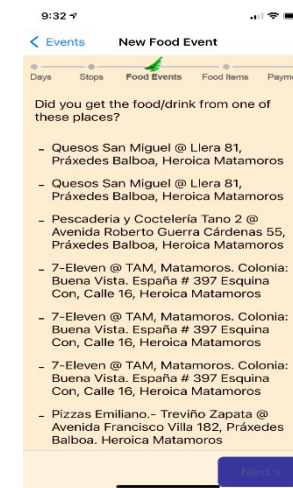 9:32
Events New Food Event
Days Stops Food Events Food Items Payme
Did you get the food/drink from one of
these places?
– Quesos San Miguel @ Llera 81,
Práxedes Balboa, Heroica Matamoros
– Quesos San Miguel @ Llera 81,
Práxedes Balboa, Heroica Matamoros
– Pescaderia y Coctelería Tano 2 @
Avenida Roberto Guerra Cárdenas 55,
Práxedes Balboa, Heroica Matamoros
– 7-Eleven @ TAM, Matamoros. Colonia:
Buena Vista. España # 397 Esquina
Con, Calle 16, Heroica Matamoros
– 7-Eleven @ TAM, Matamoros. Colonia:
Buena Vista. España # 397 Esquina
Con, Calle 16, Heroica Matamoros
– 7-Eleven @ TAM, Matamoros. Colonia:
Buena Vista. España # 397 Esquina
Con, Calle 16, Heroica Matamoros
– Pizzas Emiliano.- Treviño Zapata @
Avenida Francisco Villa 182, Práxedes
Balboa. Heroica Matamoros
Next >